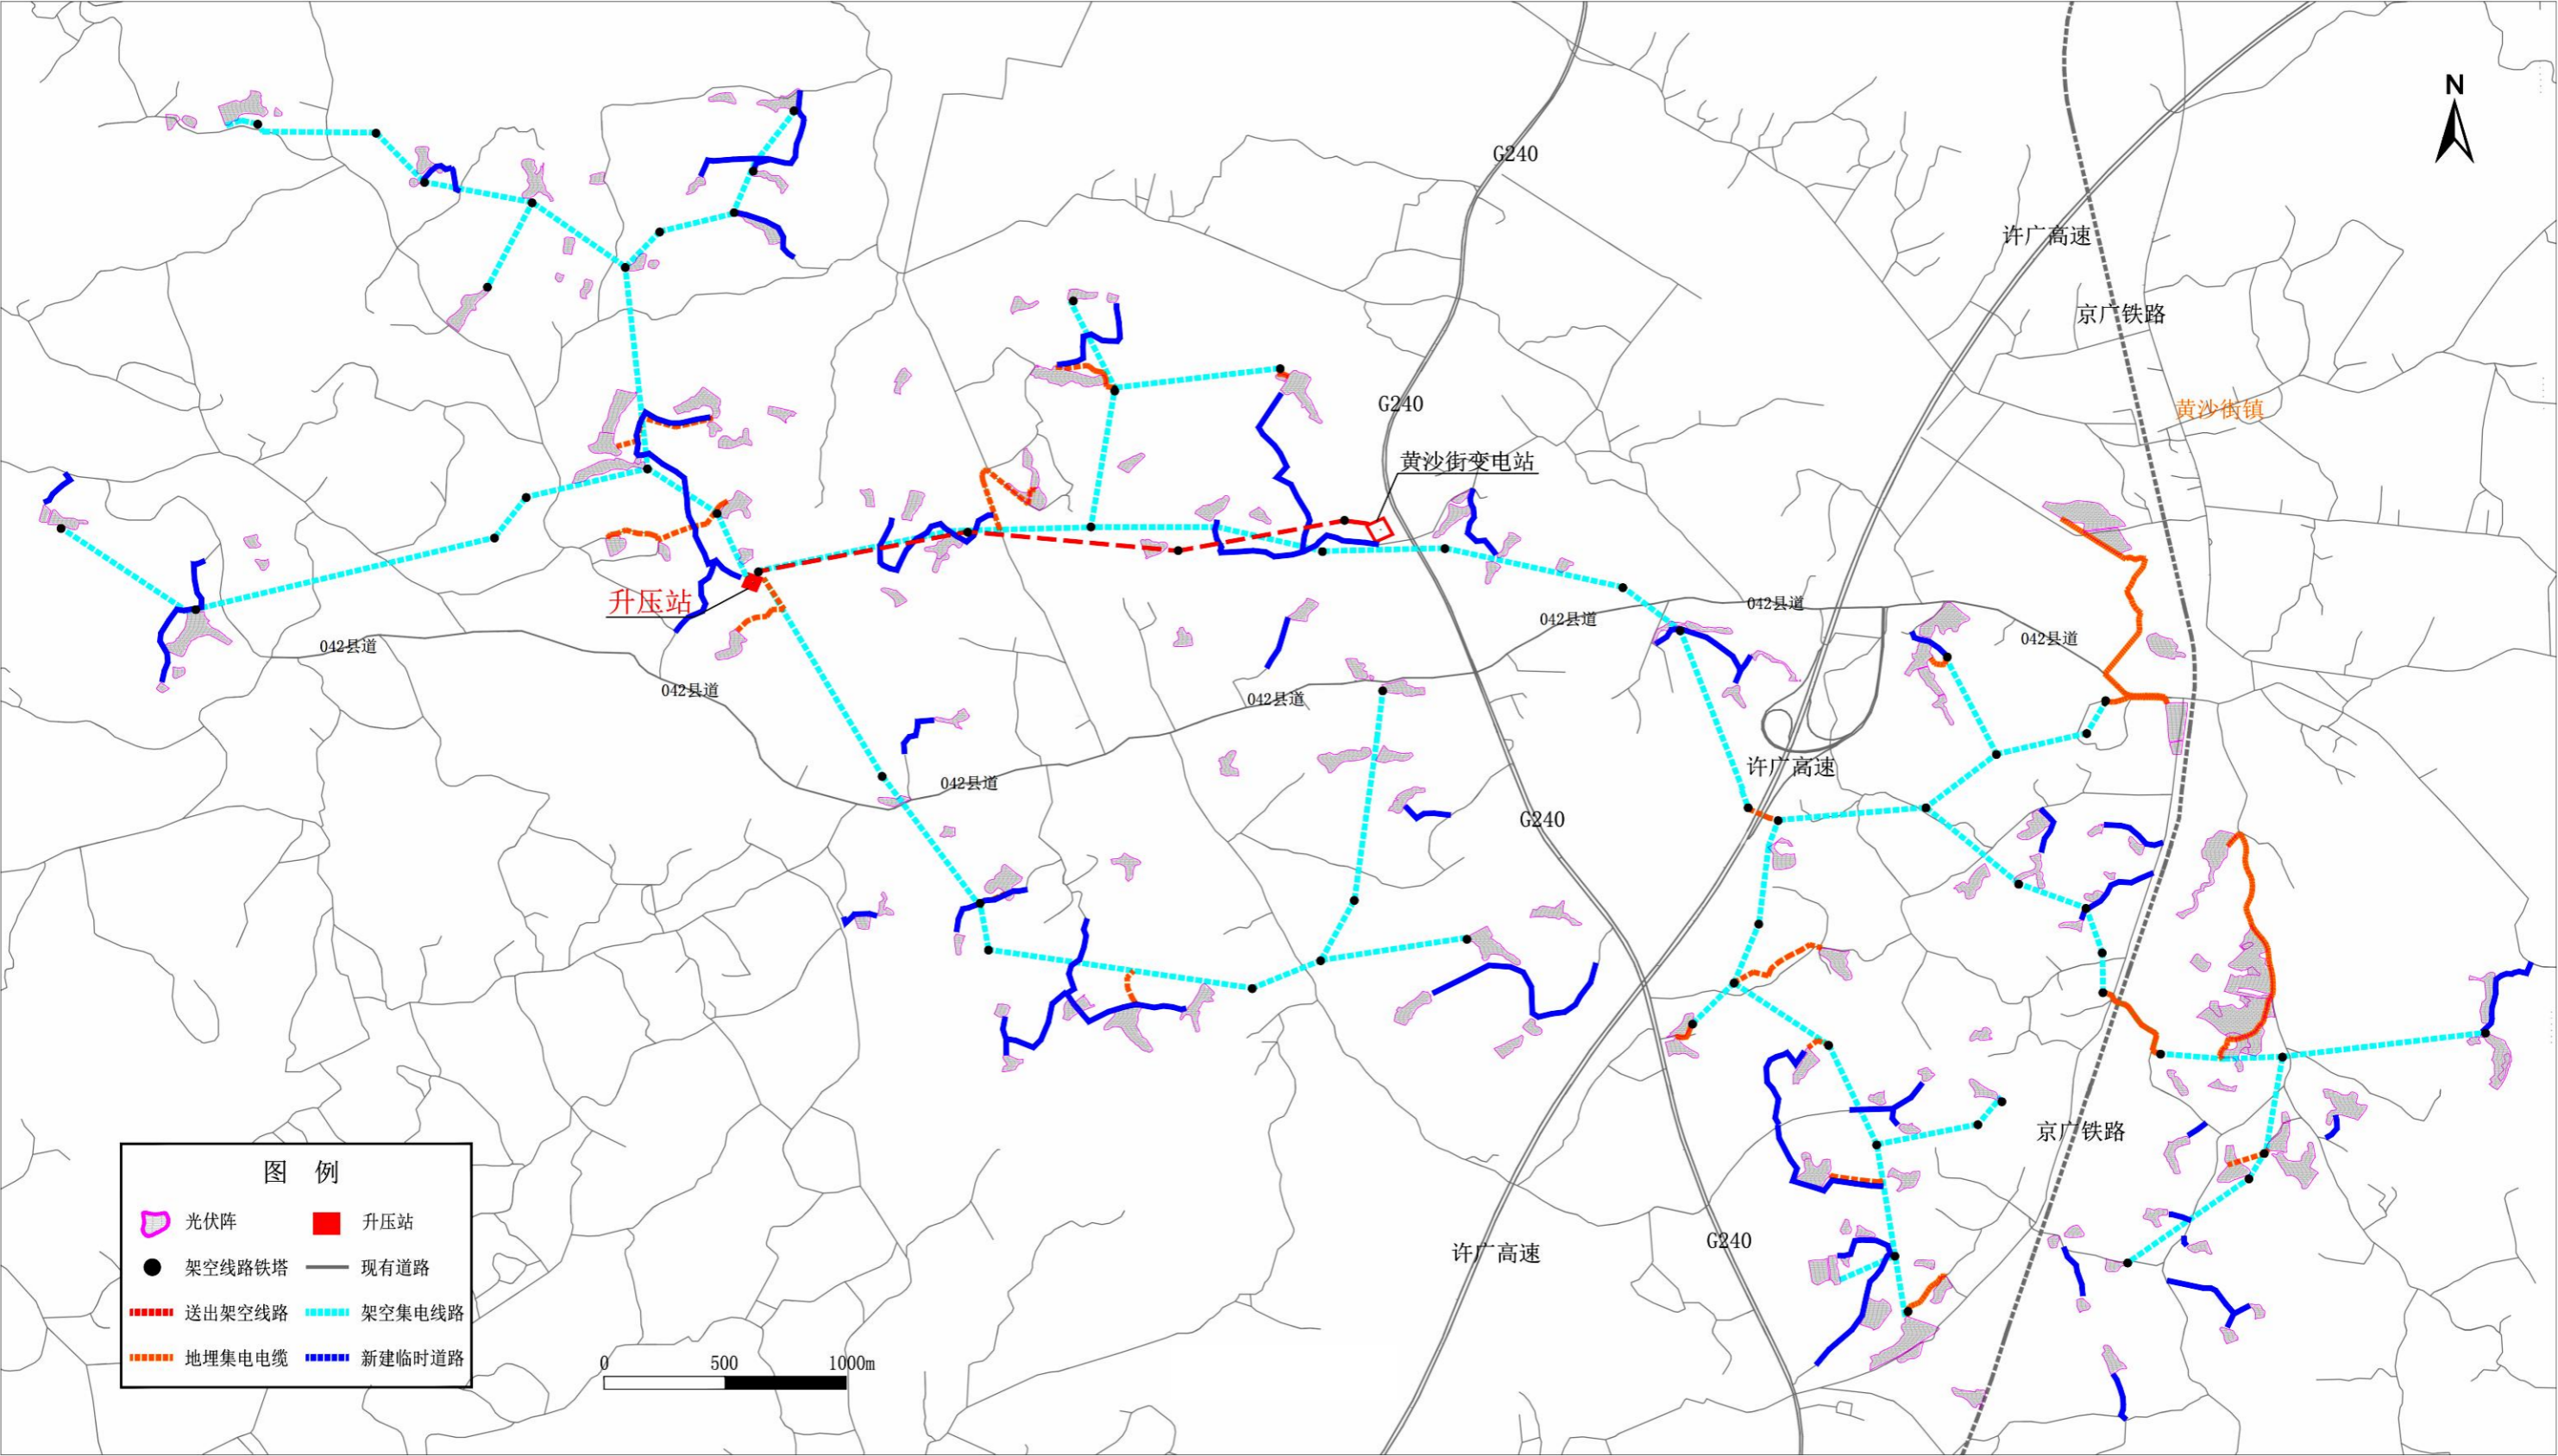 N
G240
许广高速
京广铁路
G240
黄沙街镇
黄沙街变电站
升压站
042县道
042县道
042县道
042县道
042县道
042县道
042县道
许广高速
G240
京广铁路
许广高速
G240
图 例
光伏阵
升压站
架空线路铁塔
现有道路
送出架空线路
架空集电线路
地埋集电电缆
新建临时道路
0 500 1000m